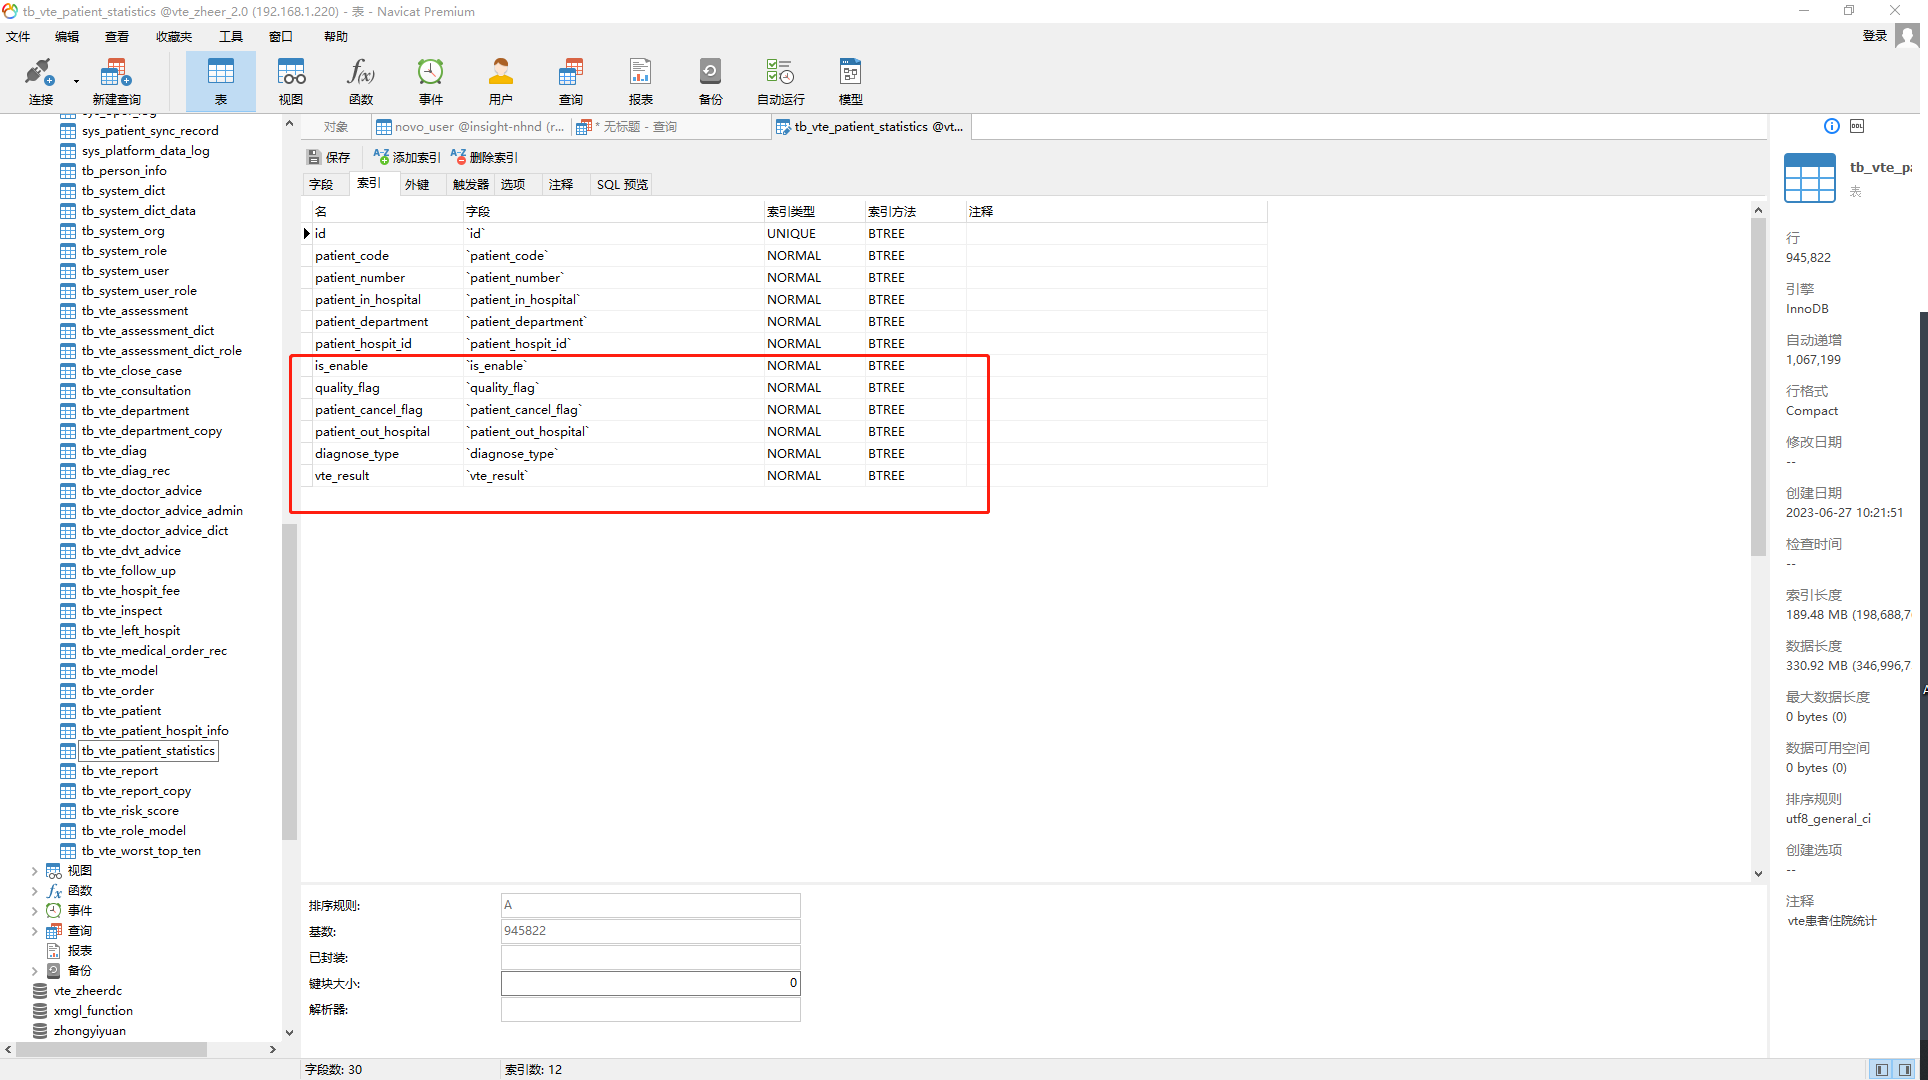 tb_vte_patient_statistics @vte_zheer_2.0 (192.168.1.220) - 表 - Navicat Premium
文件 编辑 查看 收藏夹 工具 窗口 帮助 登录
连接 新建查询 表 视图 函数 事件 用户 查询 报表 备份 自动运行 模型
对象 novo_user @insight-nhnd (r... * 无标题 - 查询 tb_vte_patient_statistics @vt...
保存 添加索引 删除索引
字段 索引 外键 触发器 选项 注释 SQL 预览
名 字段 索引类型 索引方法 注释
id `id` UNIQUE BTREE
patient_code `patient_code` NORMAL BTREE
patient_number `patient_number` NORMAL BTREE
patient_in_hospital `patient_in_hospital` NORMAL BTREE
patient_department `patient_department` NORMAL BTREE
patient_hospit_id `patient_hospit_id` NORMAL BTREE
is_enable `is_enable` NORMAL BTREE
quality_flag `quality_flag` NORMAL BTREE
patient_cancel_flag `patient_cancel_flag` NORMAL BTREE
patient_out_hospital `patient_out_hospital` NORMAL BTREE
diagnose_type `diagnose_type` NORMAL BTREE
vte_result `vte_result` NORMAL BTREE
sys_patient_sync_record
sys_platform_data_log
tb_person_info
tb_system_dict
tb_system_dict_data
tb_system_org
tb_system_role
tb_system_user
tb_system_user_role
tb_vte_assessment
tb_vte_assessment_dict
tb_vte_assessment_dict_role
tb_vte_close_case
tb_vte_consultation
tb_vte_department
tb_vte_department_copy
tb_vte_diag
tb_vte_diag_rec
tb_vte_doctor_advice
tb_vte_doctor_advice_admin
tb_vte_doctor_advice_dict
tb_vte_dvt_advice
tb_vte_follow_up
tb_vte_hospit_fee
tb_vte_inspect
tb_vte_left_hospit
tb_vte_medical_order_rec
tb_vte_model
tb_vte_order
tb_vte_patient
tb_vte_patient_hospit_info
tb_vte_patient_statistics
tb_vte_report
tb_vte_report_copy
tb_vte_risk_score
tb_vte_role_model
tb_vte_worst_top_ten
视图
函数
事件
查询
报表
备份
vte_zheerdc
xmgl_function
zhongyiyuan
排序规则: A
基数: 945822
已封装:
键块大小: 0
解析器:
字段数: 30 索引数: 12
DDL
tb_vte_pa
表
行
945,822
引擎
InnoDB
自动递增
1,067,199
行格式
Compact
修改日期
--
创建日期
2023-06-27 10:21:51
检查时间
--
索引长度
189.48 MB (198,688,7
数据长度
330.92 MB (346,996,7
最大数据长度
0 bytes (0)
数据可用空间
0 bytes (0)
排序规则
utf8_general_ci
创建选项
--
注释
vte患者住院统计